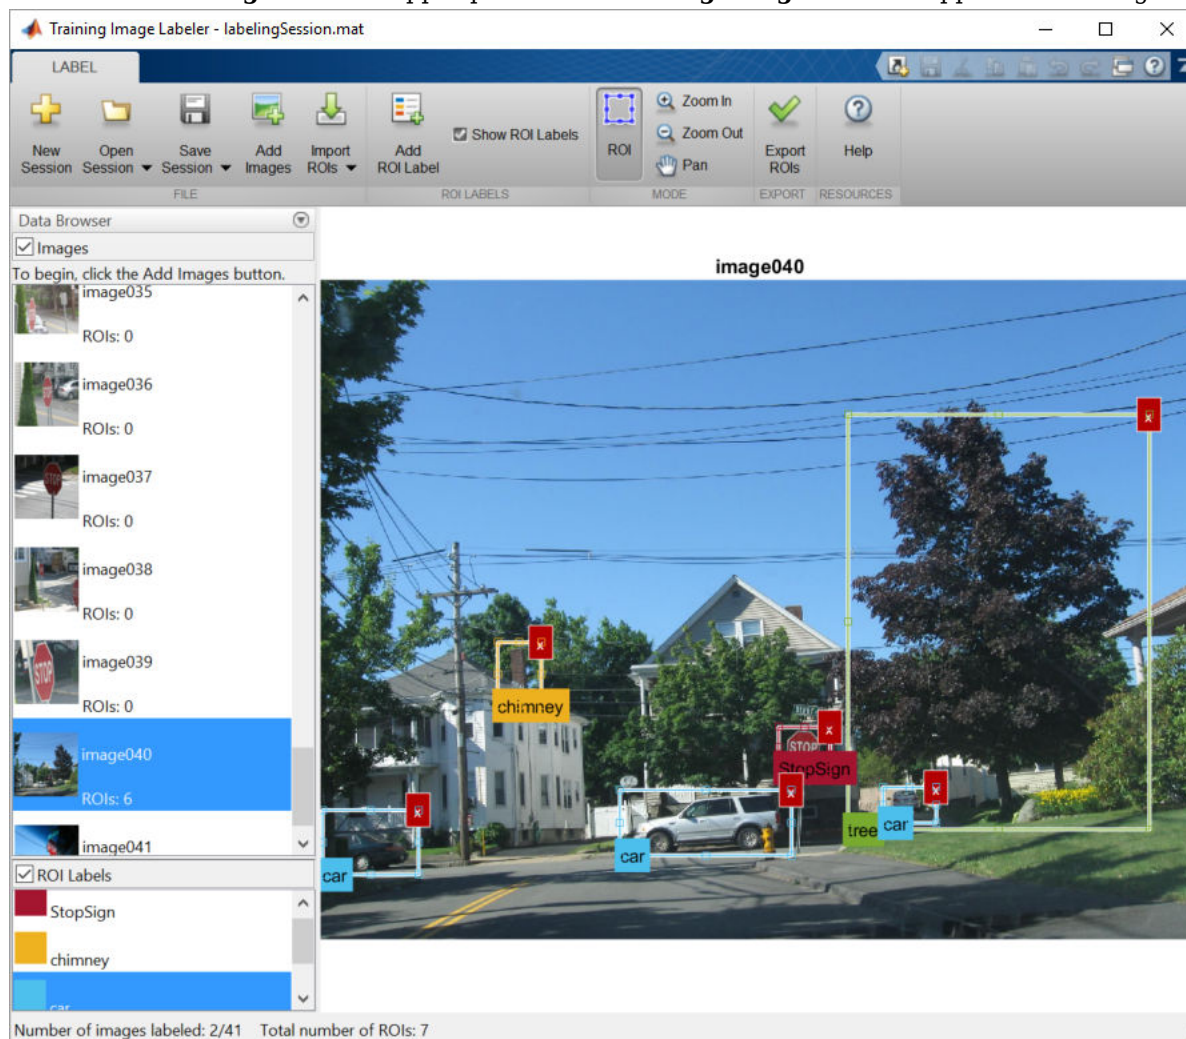 Training Image Labeler - labelingSession.mat
LABEL
New Session
Open Session
Save Session
Add Images
Import ROIs
Add ROI Label
Show ROI Labels
ROI
Zoom In
Zoom Out
Pan
Export ROIs
Help
FILE
ROI LABELS
MODE
EXPORT
RESOURCES
Data Browser
Images
To begin, click the Add Images button.
image035
ROIs: 0
image036
ROIs: 0
image037
ROIs: 0
image038
ROIs: 0
image039
ROIs: 0
image040
ROIs: 6
image041
ROI Labels
StopSign
chimney
car
Number of images labeled: 2/41 Total number of ROIs: 7
image040
x
x
chimney
x
STOP
StopSign
x
x
x
tree
car
car
car
STOP
STOP